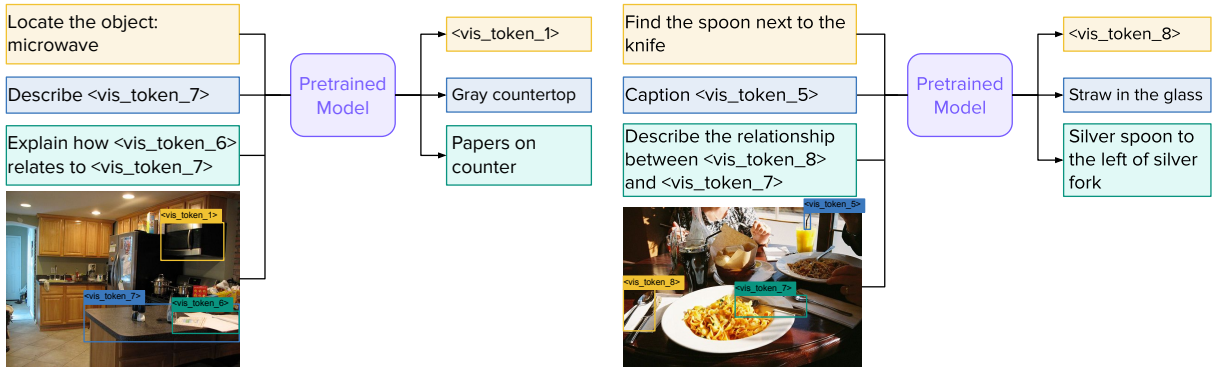 Locate the object:
microwave
Describe <vis_token_7>
Explain how <vis_token_6>
relates to <vis_token_7>
<vis_token_1>
<vis_token_7>
<vis_token_6>
Pretrained
Model
<vis_token_1>
Gray countertop
Papers on
counter
Find the spoon next to the
knife
Caption <vis_token_5>
Describe the relationship
between <vis_token_8>
and <vis_token_7>
<vis_token_5>
<vis_token_8>
<vis_token_7>
Pretrained
Model
<vis_token_8>
Straw in the glass
Silver spoon to
the left of silver
fork